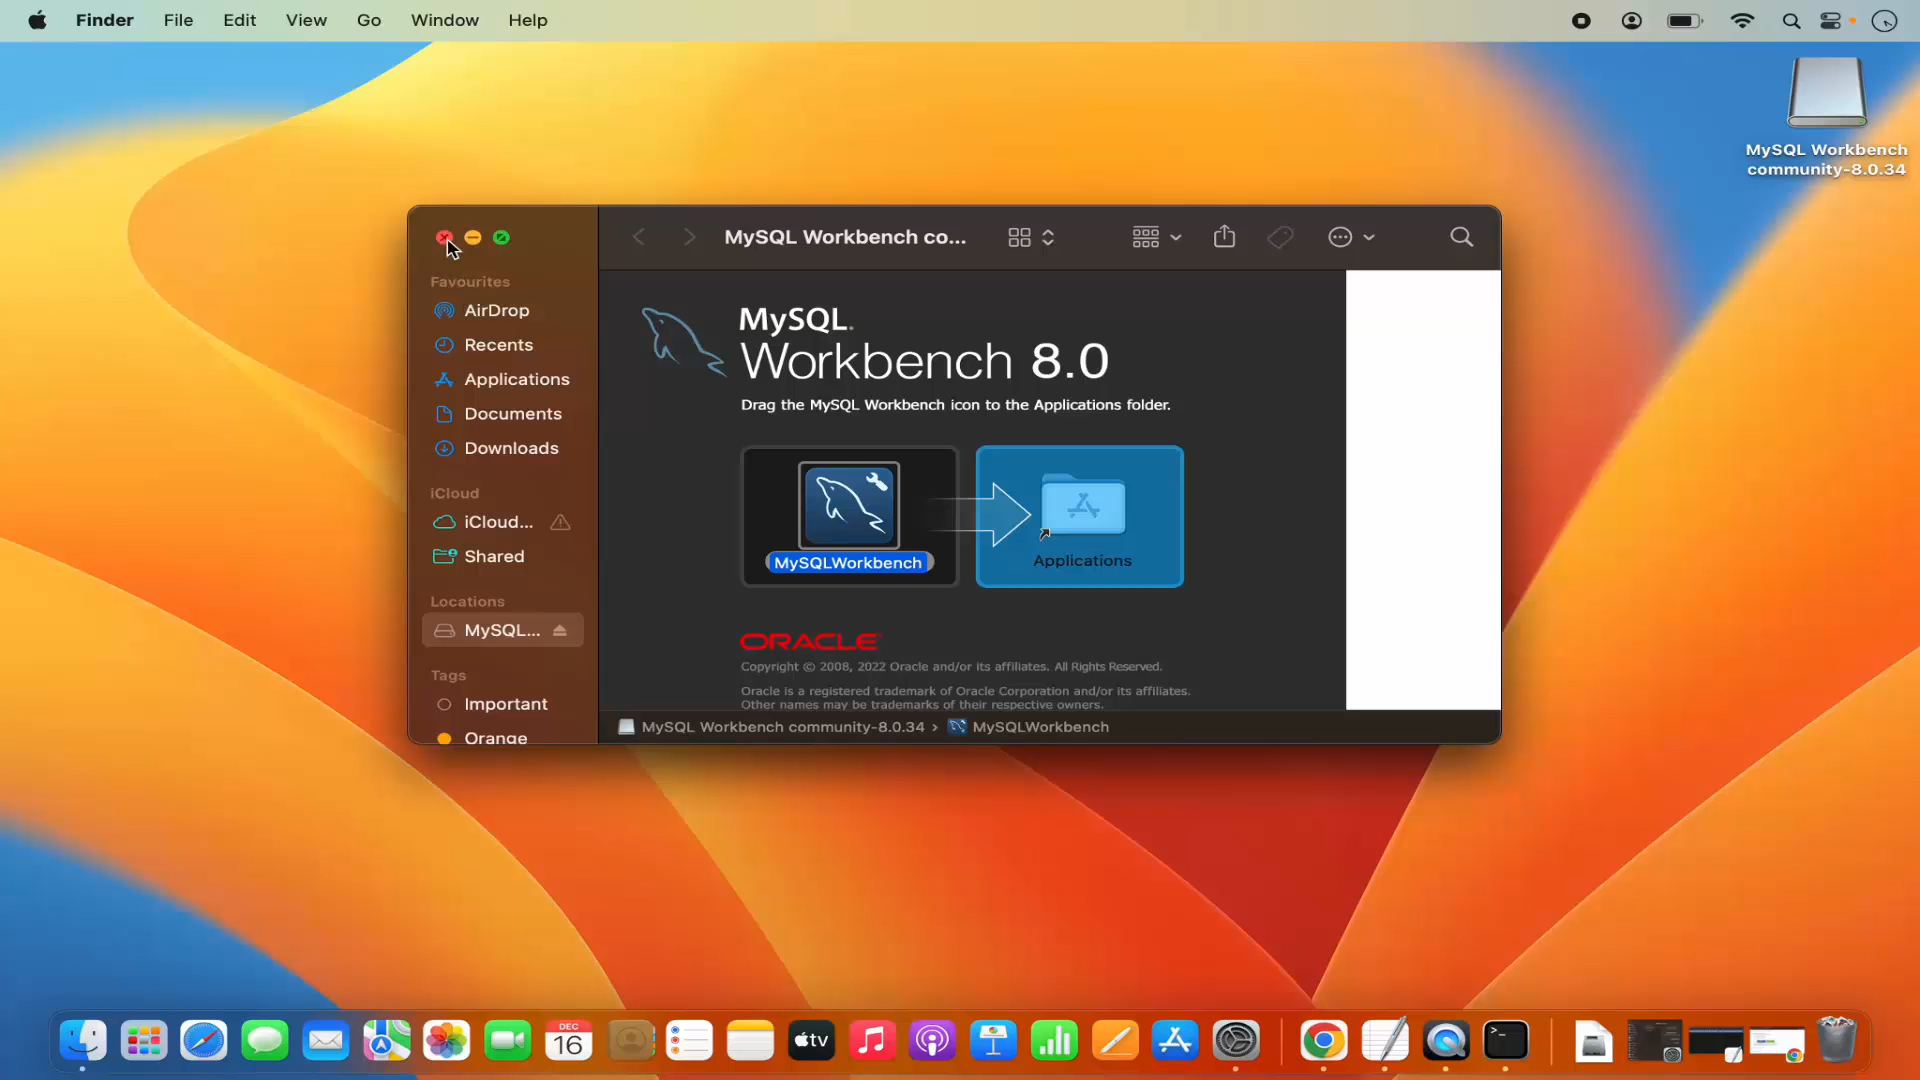 Finder File Edit View Go Window Help
MySQL Workbench
community-8.0.34
MySQL Workbench co...
Favourites
AirDrop
Recents
Applications
Documents
Downloads
iCloud
iCloud...
Shared
Locations
MySQL...
Tags
Important
Orange
MySQL.
Workbench 8.0
Drag the MySQL Workbench icon to the Applications folder.
MySQLWorkbench
Applications
ORACLE
Copyright © 2008, 2022 Oracle and/or its affiliates. All Rights Reserved.
Oracle is a registered trademark of Oracle Corporation and/or its affiliates.
Other names may be trademarks of their respective owners.
MySQL Workbench community-8.0.34 › MySQLWorkbench
DEC
16
tv